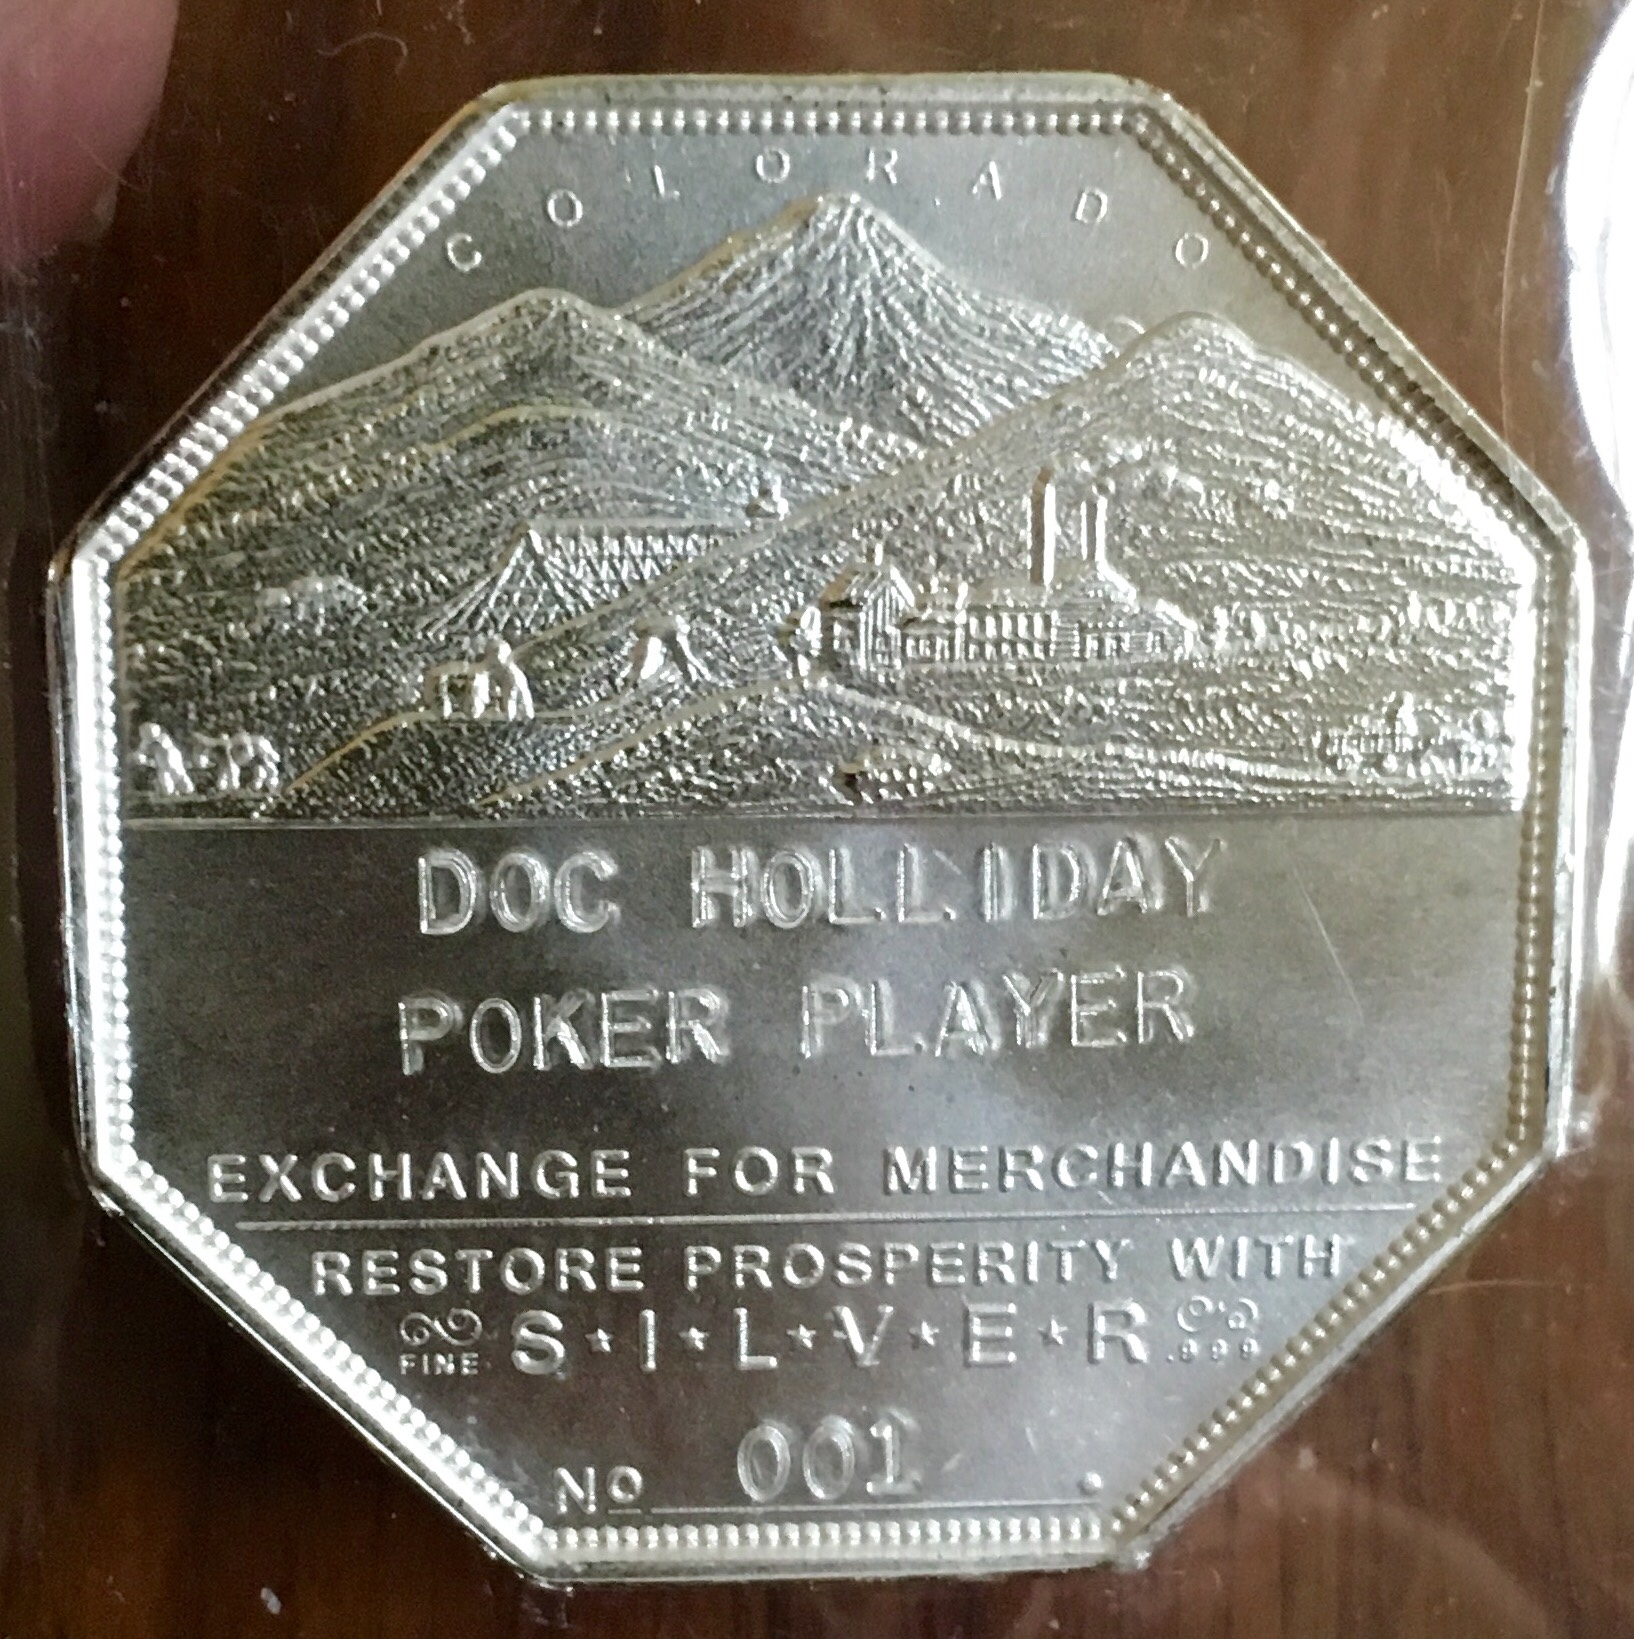 COLORADO
DOC HOLLIDAY
POKER PLAYER
EXCHANGE FOR MERCHANDISE
RESTORE PROSPERITY WITH
FINE S★I★L★V★E★R .999
No 001.